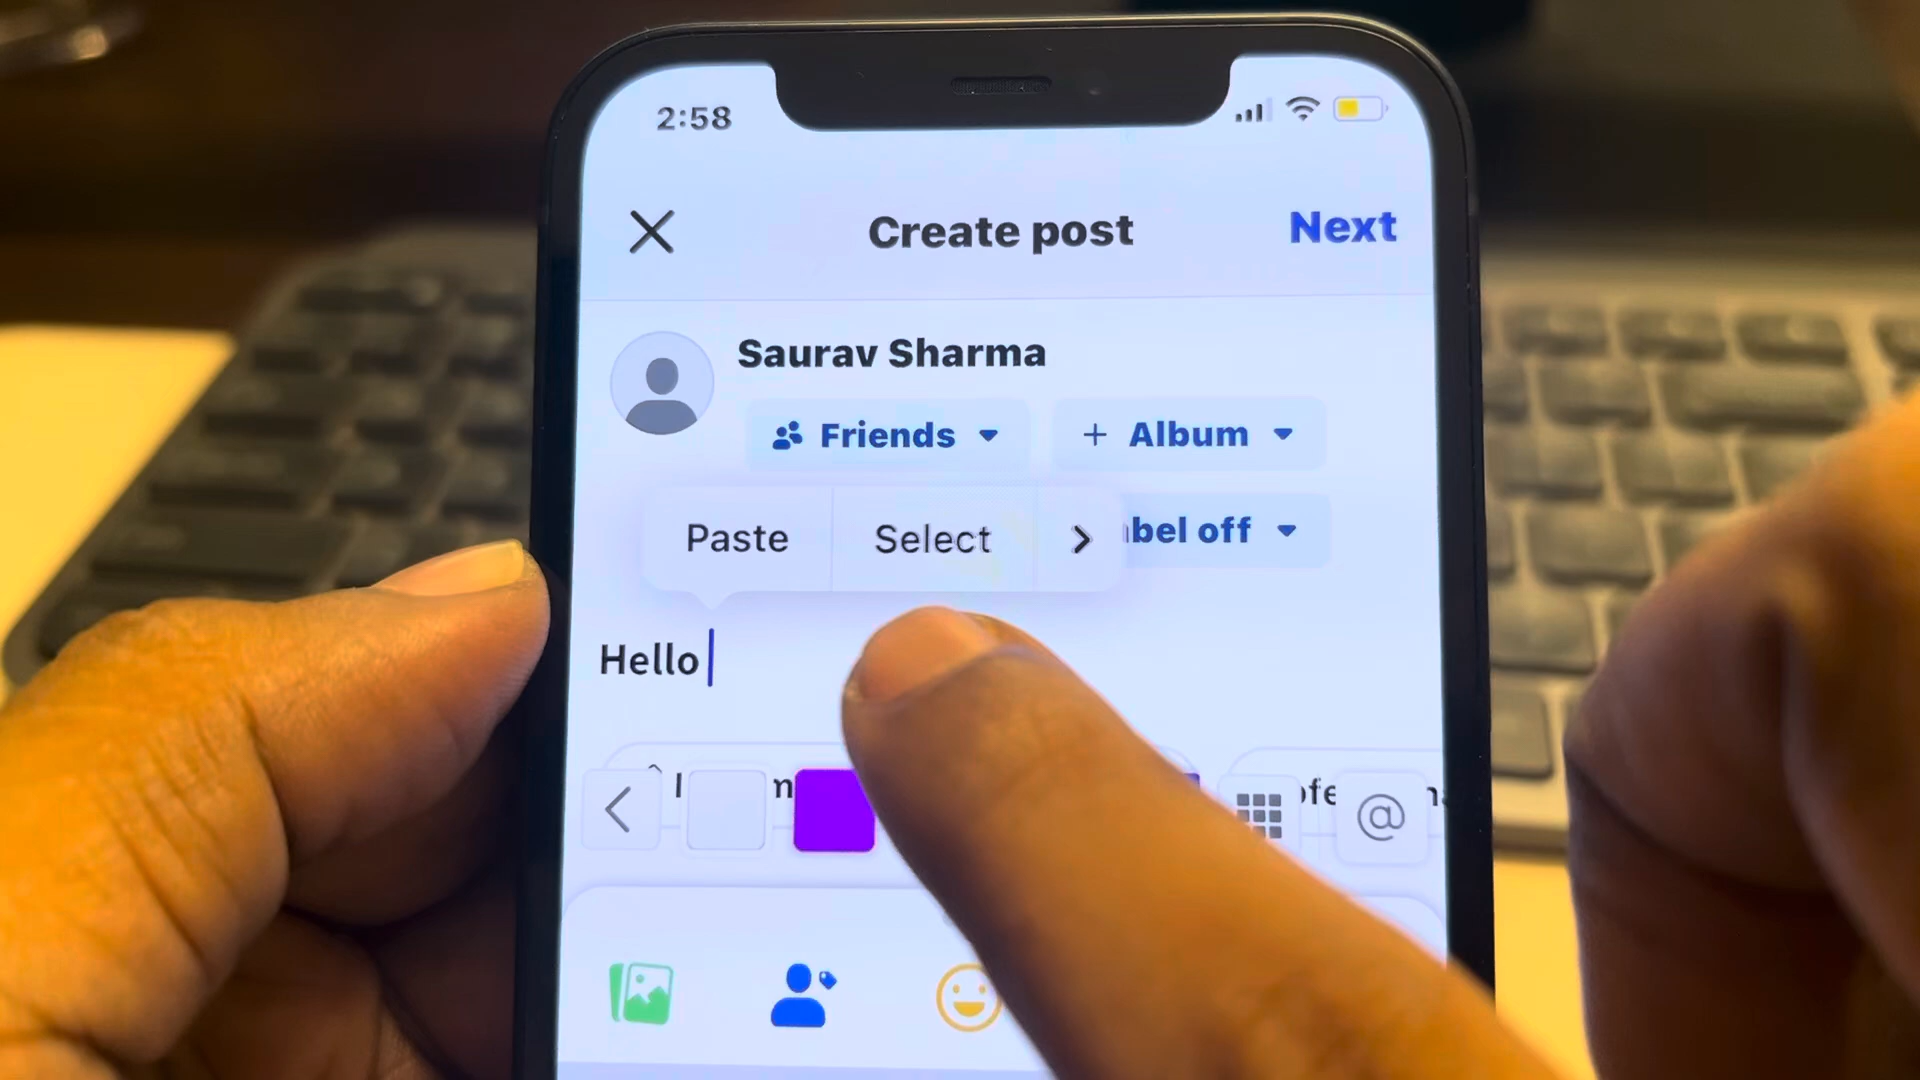 2:58
Create post
Next
Saurav Sharma
Friends
+ Album
Paste
Select
bel off
Hello
@